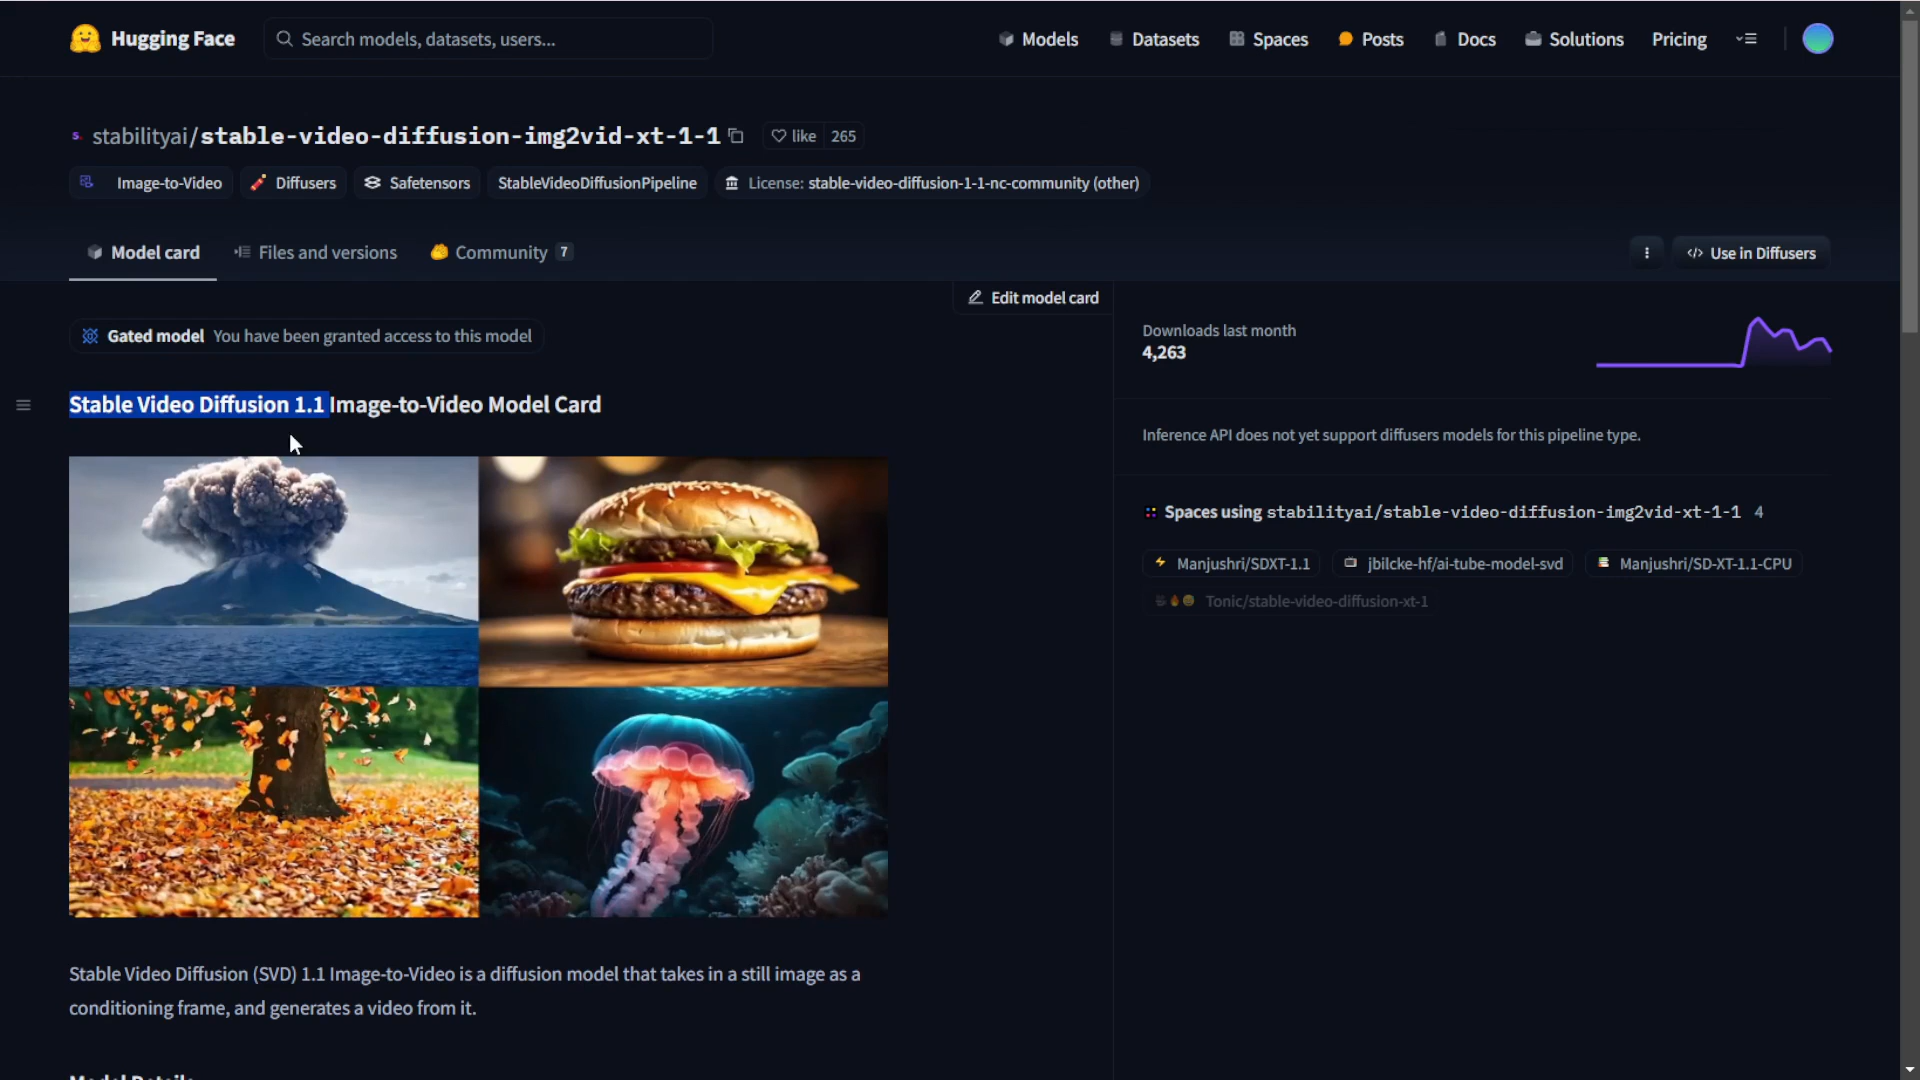 Hugging Face
Search models, datasets, users...
Models
Datasets
Spaces
Posts
Docs
Solutions
Pricing
stabilityai/stable-video-diffusion-img2vid-xt-1-1
like 265
Image-to-Video
Diffusers
Safetensors
StableVideoDiffusionPipeline
License: stable-video-diffusion-1-1-nc-community (other)
Model card
Files and versions
Community 7
Use in Diffusers
Edit model card
Gated model You have been granted access to this model
Stable Video Diffusion 1.1 Image-to-Video Model Card
Stable Video Diffusion (SVD) 1.1 Image-to-Video is a diffusion model that takes in a still image as a
conditioning frame, and generates a video from it.
Model Details
Downloads last month
4,263
Inference API does not yet support diffusers models for this pipeline type.
Spaces using stabilityai/stable-video-diffusion-img2vid-xt-1-1 4
Manjushri/SDXT-1.1
jbilcke-hf/ai-tube-model-svd
Manjushri/SD-XT-1.1-CPU
Tonic/stable-video-diffusion-xt-1